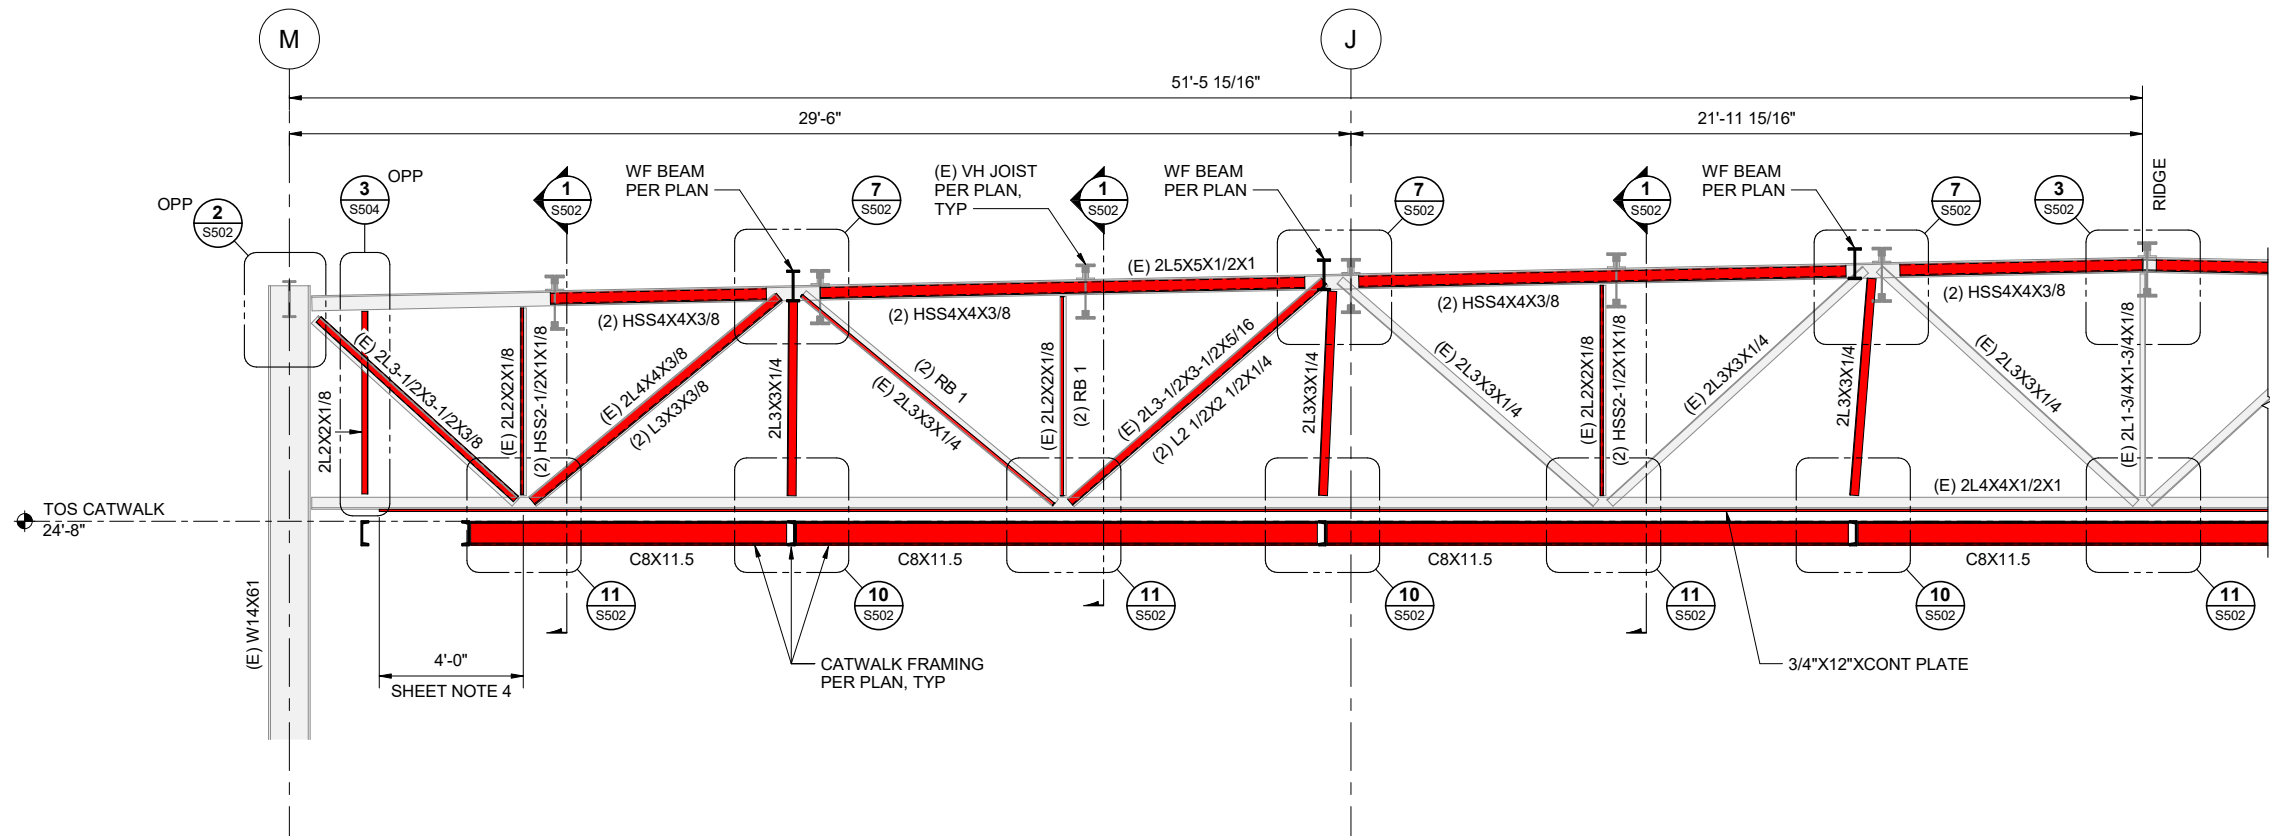 M
J
51'-5 15/16"
29'-6"
21'-11 15/16"
OPP
2
S502
3
S504
OPP
1
S502
WF BEAM
PER PLAN
7
S502
(E) VH JOIST
PER PLAN,
TYP
1
S502
WF BEAM
PER PLAN
7
S502
1
S502
WF BEAM
PER PLAN
7
S502
3
S502
RIDGE
(E) 2L5X5X1/2X1
(2) HSS4X4X3/8
(2) HSS4X4X3/8
(2) HSS4X4X3/8
(2) HSS4X4X3/8
2L2X2X1/8
(E) 2L3-1/2X3-1/2X3/8
(E) 2L2X2X1/8
(2) HSS2-1/2X1X1/8
(E) 2L4X4X3/8
(2) L3X3X3/8
2L3X3X1/4
(2) RB 1
(E) 2L3X3X1/4
(E) 2L2X2X1/8
(2) RB 1
(E) 2L3-1/2X3-1/2X5/16
(2) L2 1/2X2 1/2X1/4
2L3X3X1/4
(E) 2L3X3X1/4
(E) 2L2X2X1/8
(2) HSS2-1/2X1X1/8
(E) 2L3X3X1/4
2L3X3X1/4
(E) 2L3X3X1/4
(E) 2L1-3/4X1-3/4X1/8
(E) 2L4X4X1/2X1
TOS CATWALK
24'-8"
C8X11.5
C8X11.5
C8X11.5
C8X11.5
(E) W14X61
11
S502
10
S502
11
S502
10
S502
11
S502
10
S502
11
S502
4'-0"
SHEET NOTE 4
CATWALK FRAMING
PER PLAN, TYP
3/4"X12"XCONT PLATE